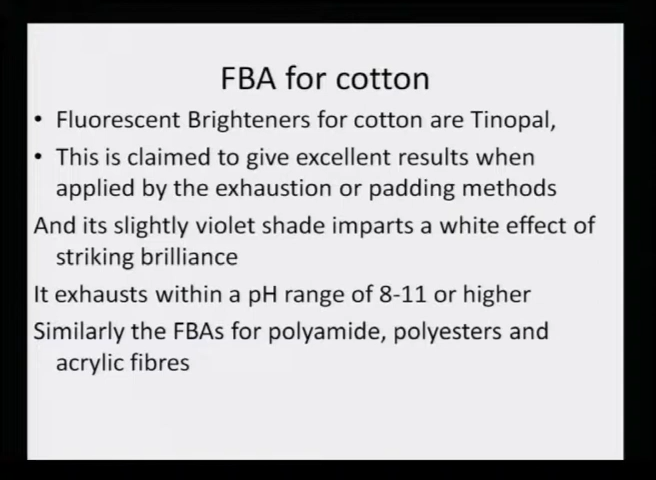 FBA for cotton
• Fluorescent Brighteners for cotton are Tinopal,
• This is claimed to give excellent results when
applied by the exhaustion or padding methods
And its slightly violet shade imparts a white effect of
striking brilliance
It exhausts within a pH range of 8-11 or higher
Similarly the FBAs for polyamide, polyesters and
acrylic fibres